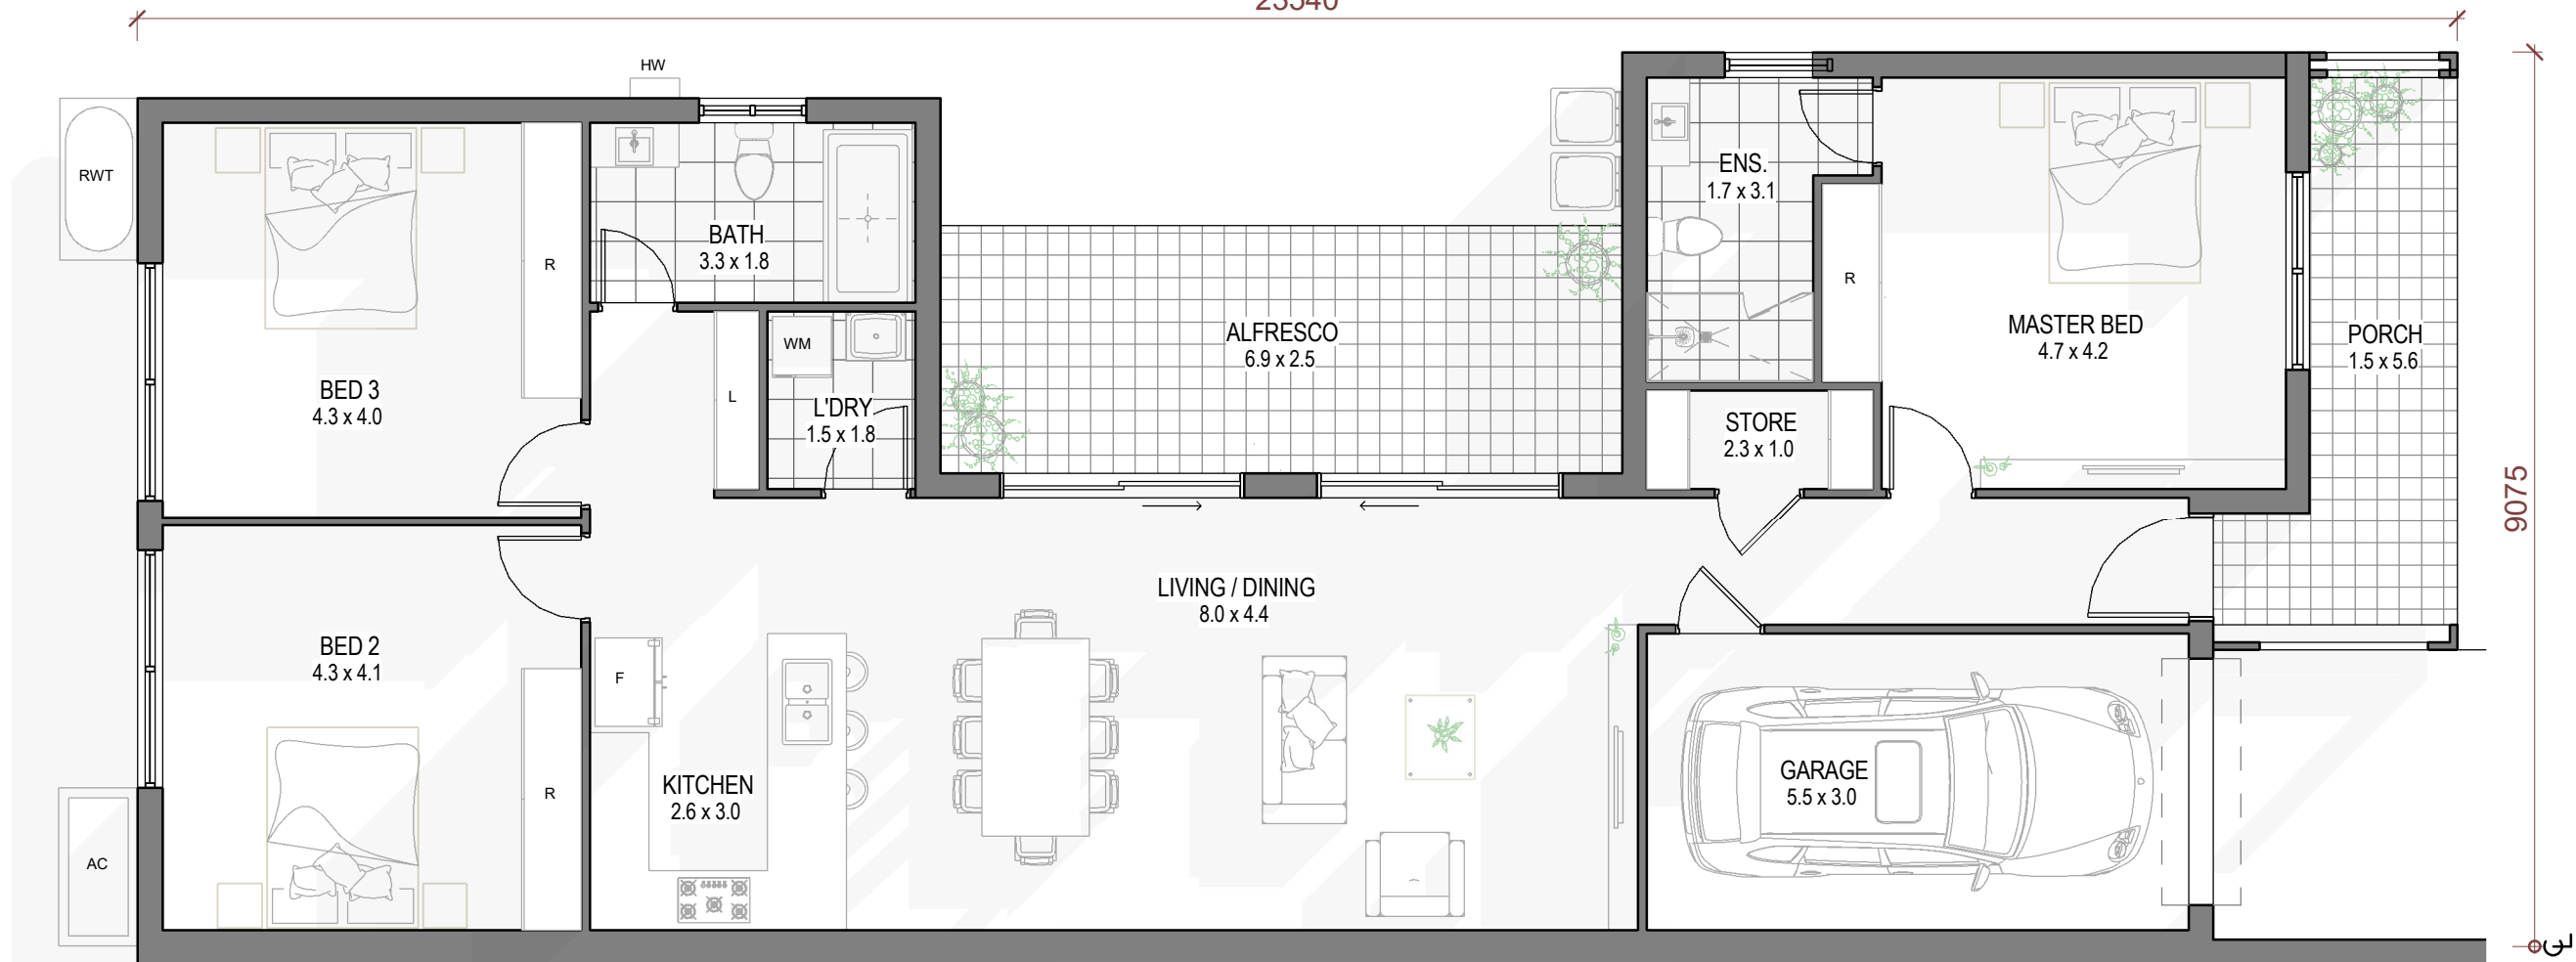 23540
HW
RWT
R
BATH
3.3 x 1.8
ENS.
1.7 x 3.1
R
ALFRESCO
6.9 x 2.5
MASTER BED
4.7 x 4.2
PORCH
1.5 x 5.6
WM
L
BED 3
4.3 x 4.0
L'DRY
1.5 x 1.8
STORE
2.3 x 1.0
9075
LIVING / DINING
8.0 x 4.4
BED 2
4.3 x 4.1
F
R
KITCHEN
2.6 x 3.0
GARAGE
5.5 x 3.0
AC
℄